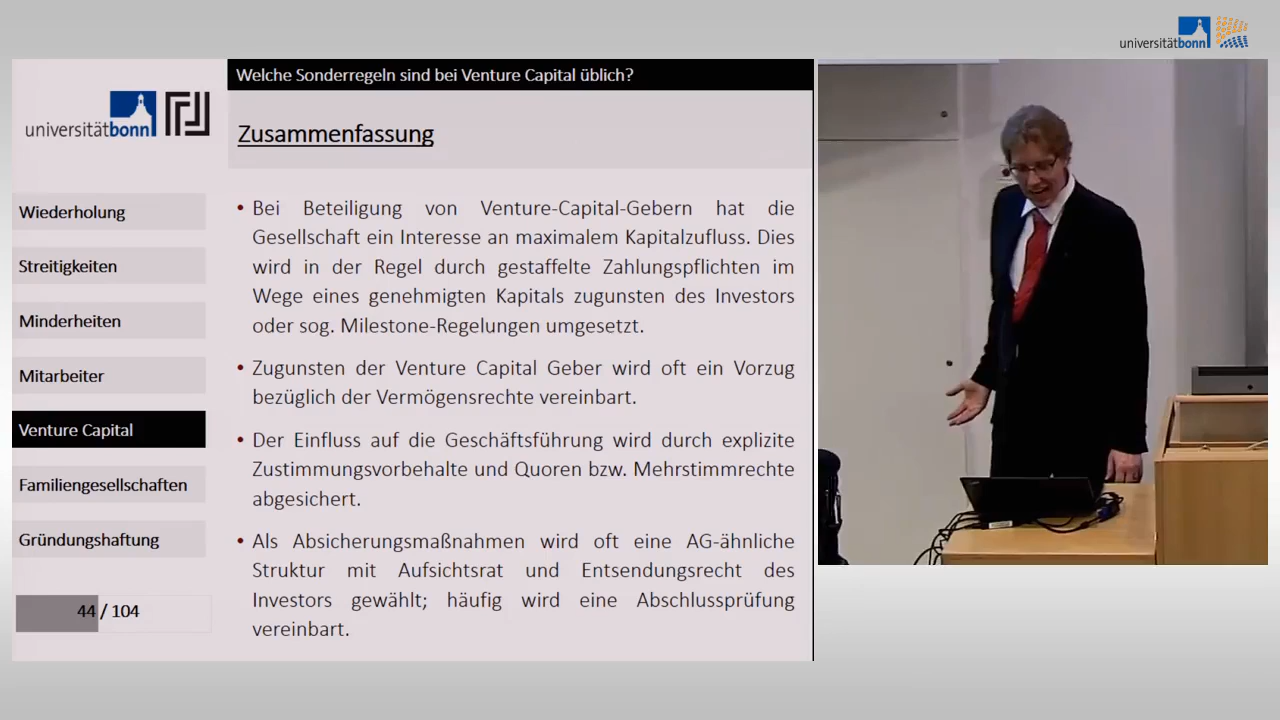 universitätbonn
Welche Sonderregeln sind bei Venture Capital üblich?
universitätbonn
Zusammenfassung
Wiederholung
Streitigkeiten
Minderheiten
Mitarbeiter
Venture Capital
Familiengesellschaften
Gründungshaftung
44 / 104
• Bei Beteiligung von Venture-Capital-Gebern hat die
Gesellschaft ein Interesse an maximalem Kapitalzufluss. Dies
wird in der Regel durch gestaffelte Zahlungspflichten im
Wege eines genehmigten Kapitals zugunsten des Investors
oder sog. Milestone-Regelungen umgesetzt.
• Zugunsten der Venture Capital Geber wird oft ein Vorzug
bezüglich der Vermögensrechte vereinbart.
• Der Einfluss auf die Geschäftsführung wird durch explizite
Zustimmungsvorbehalte und Quoren bzw. Mehrstimmrechte
abgesichert.
• Als Absicherungsmaßnahmen wird oft eine AG-ähnliche
Struktur mit Aufsichtsrat und Entsendungsrecht des
Investors gewählt; häufig wird eine Abschlussprüfung
vereinbart.